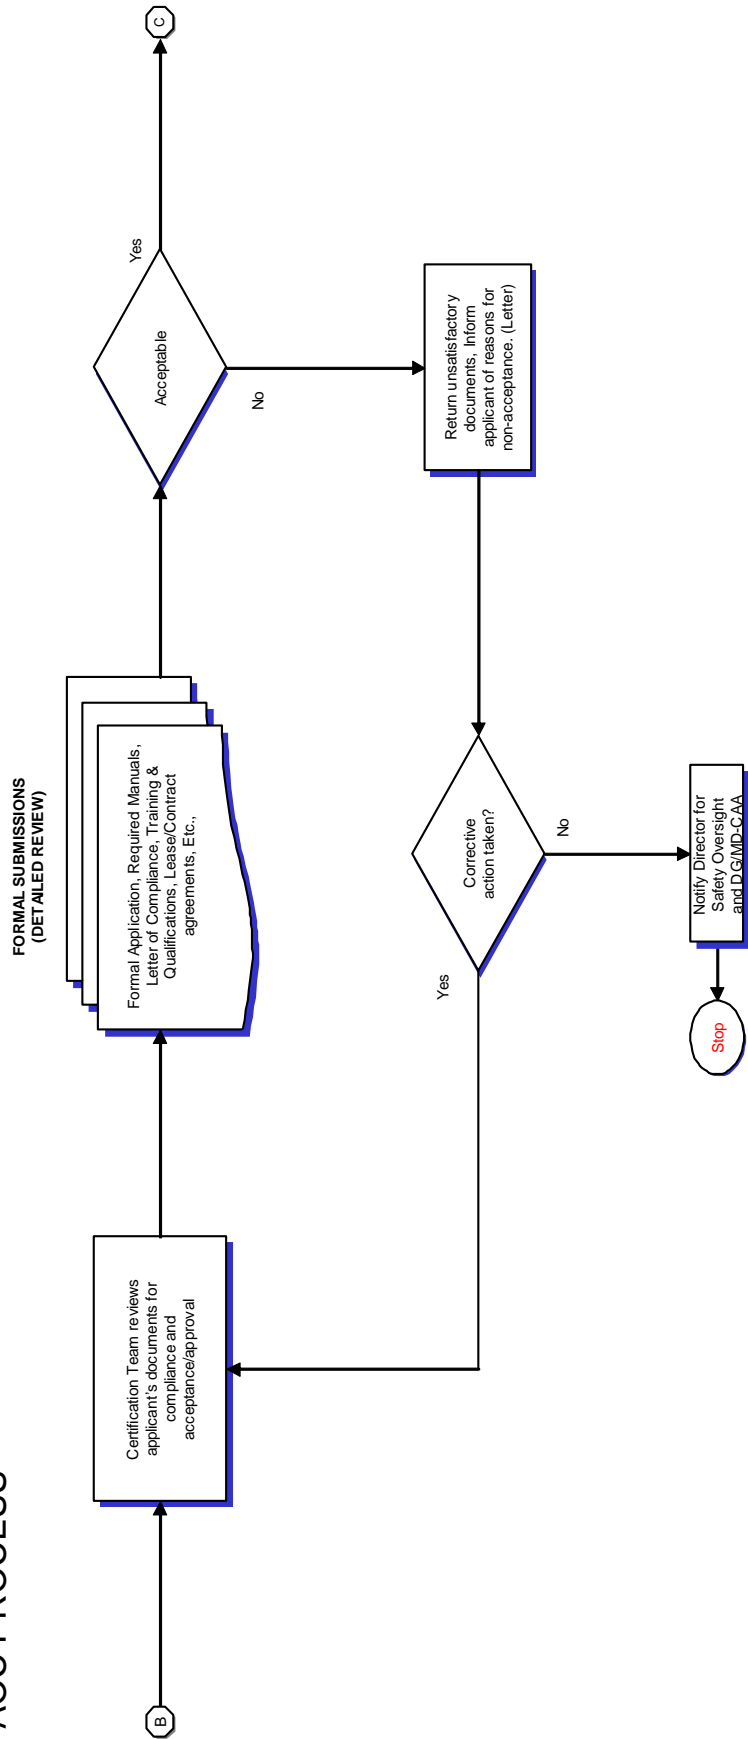 AOC PROCESS
FORMAL SUBMISSIONS
(DETAILED REVIEW)
B
Certification Team reviews
applicant's documents for
compliance and
acceptance/approval
Formal Application, Required Manuals,
Letter of Compliance, Training &
Qualifications, Lease/Contract
agreements, Etc.,
Acceptable
Yes
C
No
Return unsatisfactory
documents, Inform
applicant of reasons for
non-acceptance. (Letter)
Corrective
action taken?
Yes
No
Notify Director for
Safety Oversight
and DG/MD-CAA
Stop